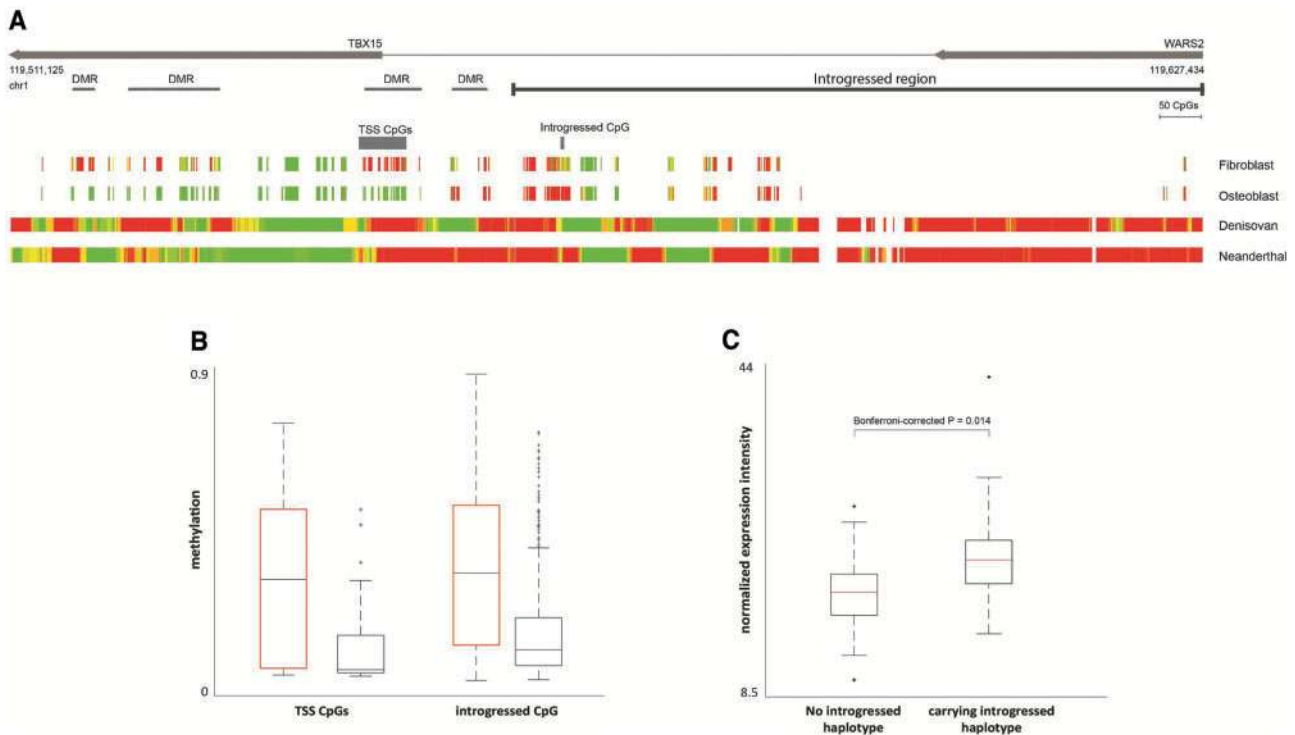 A
TBX15
WARS2
119,511,125
chr1
119,627,434
DMR
DMR
DMR
DMR
Introgressed region
50 CpGs
TSS CpGs
Introgressed CpG
Fibroblast
Osteoblast
Denisovan
Neanderthal
B
0.9
methylation
0
TSS CpGs
introgressed CpG
C
44
Bonferroni-corrected P = 0.014
normalized expression intensity
8.5
No introgressed
haplotype
carrying introgressed
haplotype